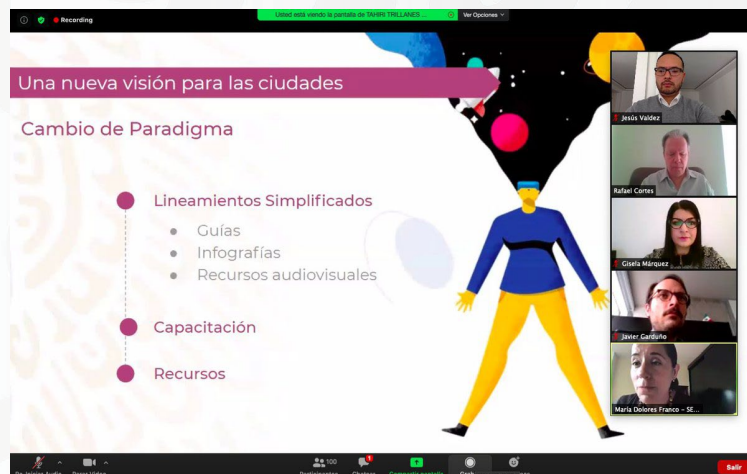 Recording
Usted está viendo la pantalla de TAHIRI TRILLANES ...
Ver Opciones
Una nueva visión para las ciudades
Cambio de Paradigma
Lineamientos Simplificados
Guías
Infografías
Recursos audiovisuales
Capacitación
Recursos
Jesús Valdez
Rafael Cortes
Gisela Márquez
Javier Garduño
María Dolores Franco – SE...
100
1
Salir